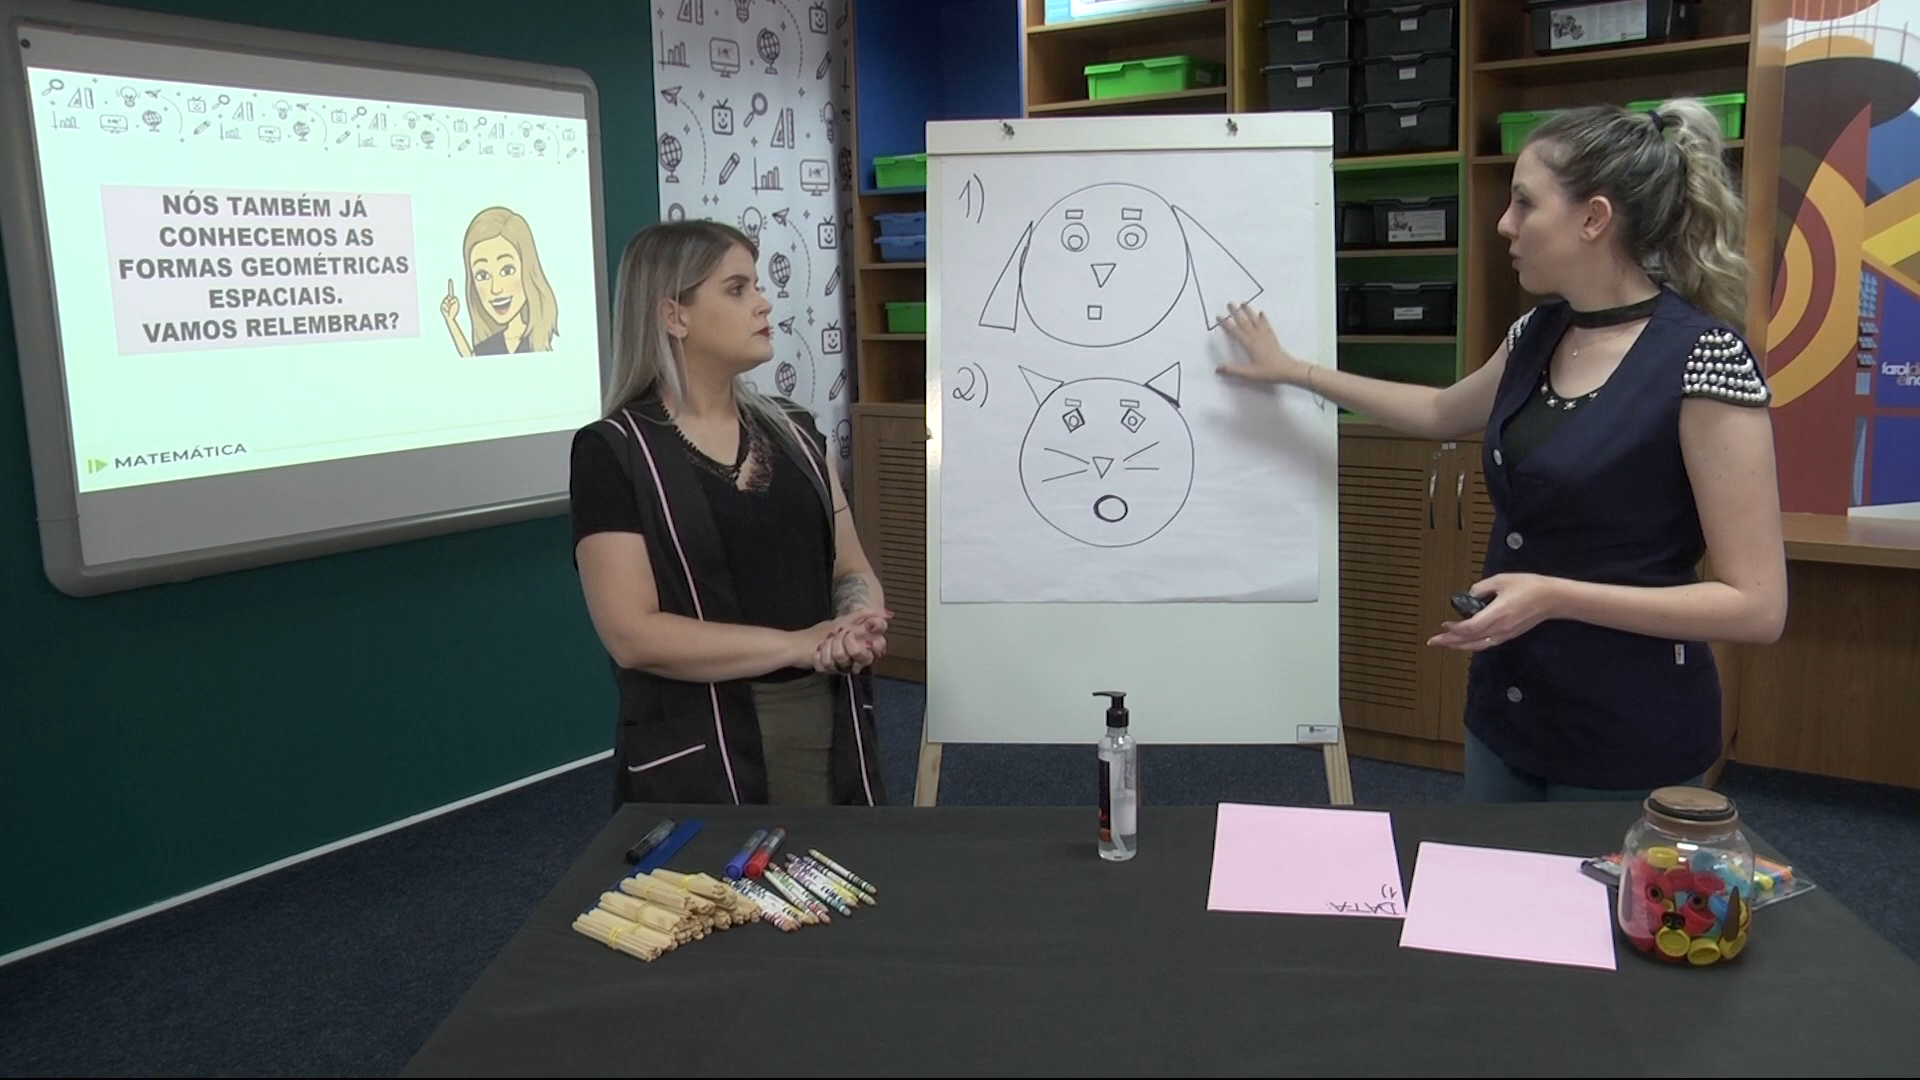 NÓS TAMBÉM JÁ
CONHECEMOS AS
FORMAS GEOMÉTRICAS
ESPACIAIS.
VAMOS RELEMBRAR?
MATEMÁTICA
1)
2)
DATA
1)